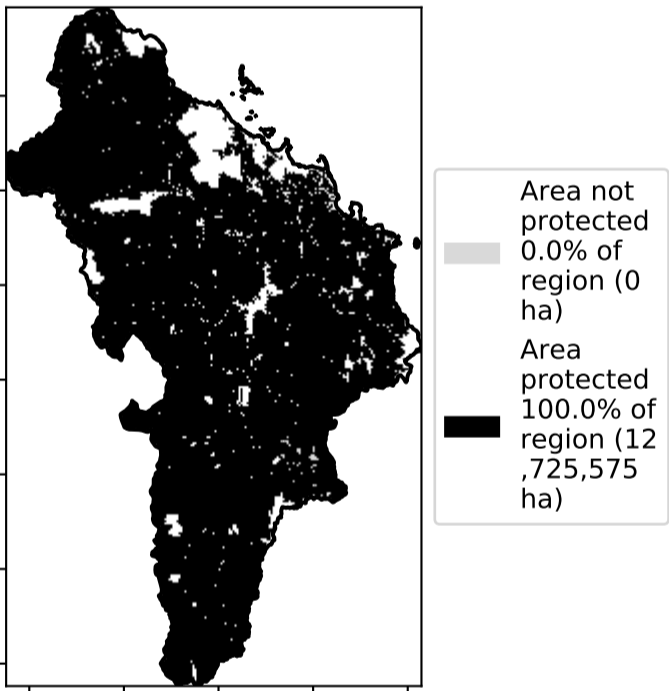 Area not
protected
0.0% of
region (0
ha)
Area
protected
100.0% of
region (12
,725,575
ha)